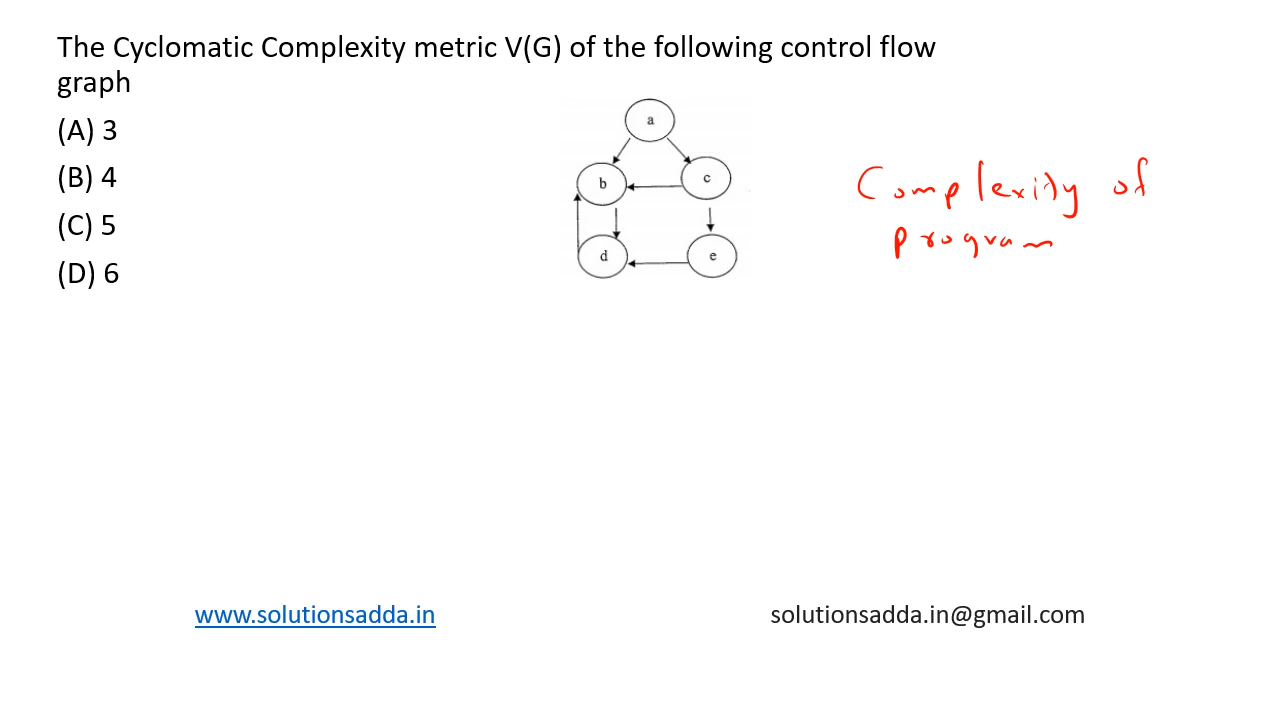 The Cyclomatic Complexity metric V(G) of the following control flow
graph
(A) 3
(B) 4
(C) 5
(D) 6
a
b
c
d
e
Complexity of
program
www.solutionsadda.in
solutionsadda.in@gmail.com